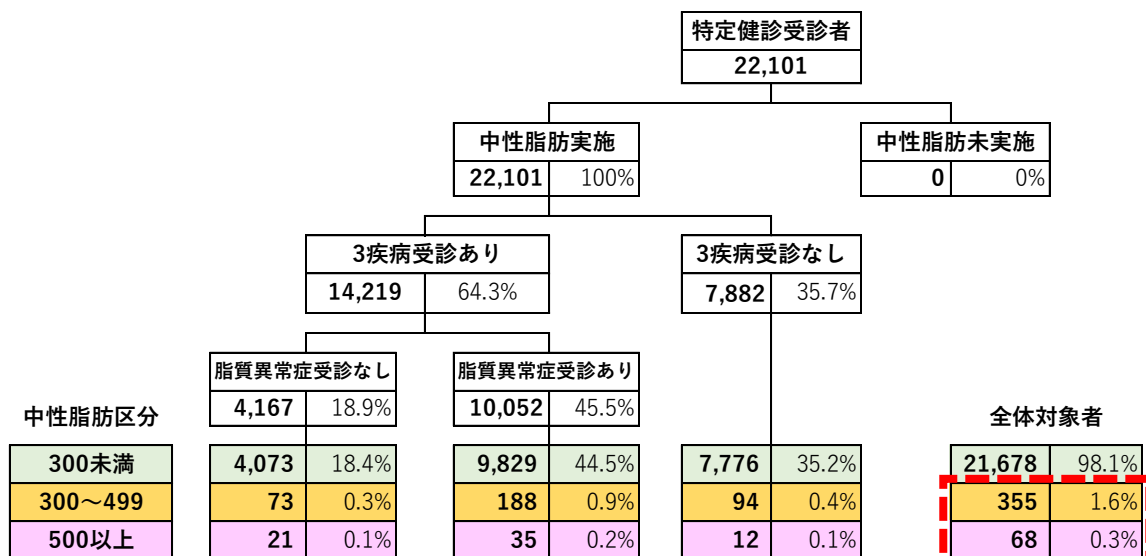 特定健診受診者
22,101
中性脂肪実施
中性脂肪未実施
22,101 100%
0 0%
3疾病受診あり
3疾病受診なし
14,219 64.3%
7,882 35.7%
脂質異常症受診なし
脂質異常症受診あり
4,167 18.9%
10,052 45.5%
中性脂肪区分
全体対象者
300未満 4,073 18.4% 9,829 44.5% 7,776 35.2% 21,678 98.1%
300～499 73 0.3% 188 0.9% 94 0.4% 355 1.6%
500以上 21 0.1% 35 0.2% 12 0.1% 68 0.3%